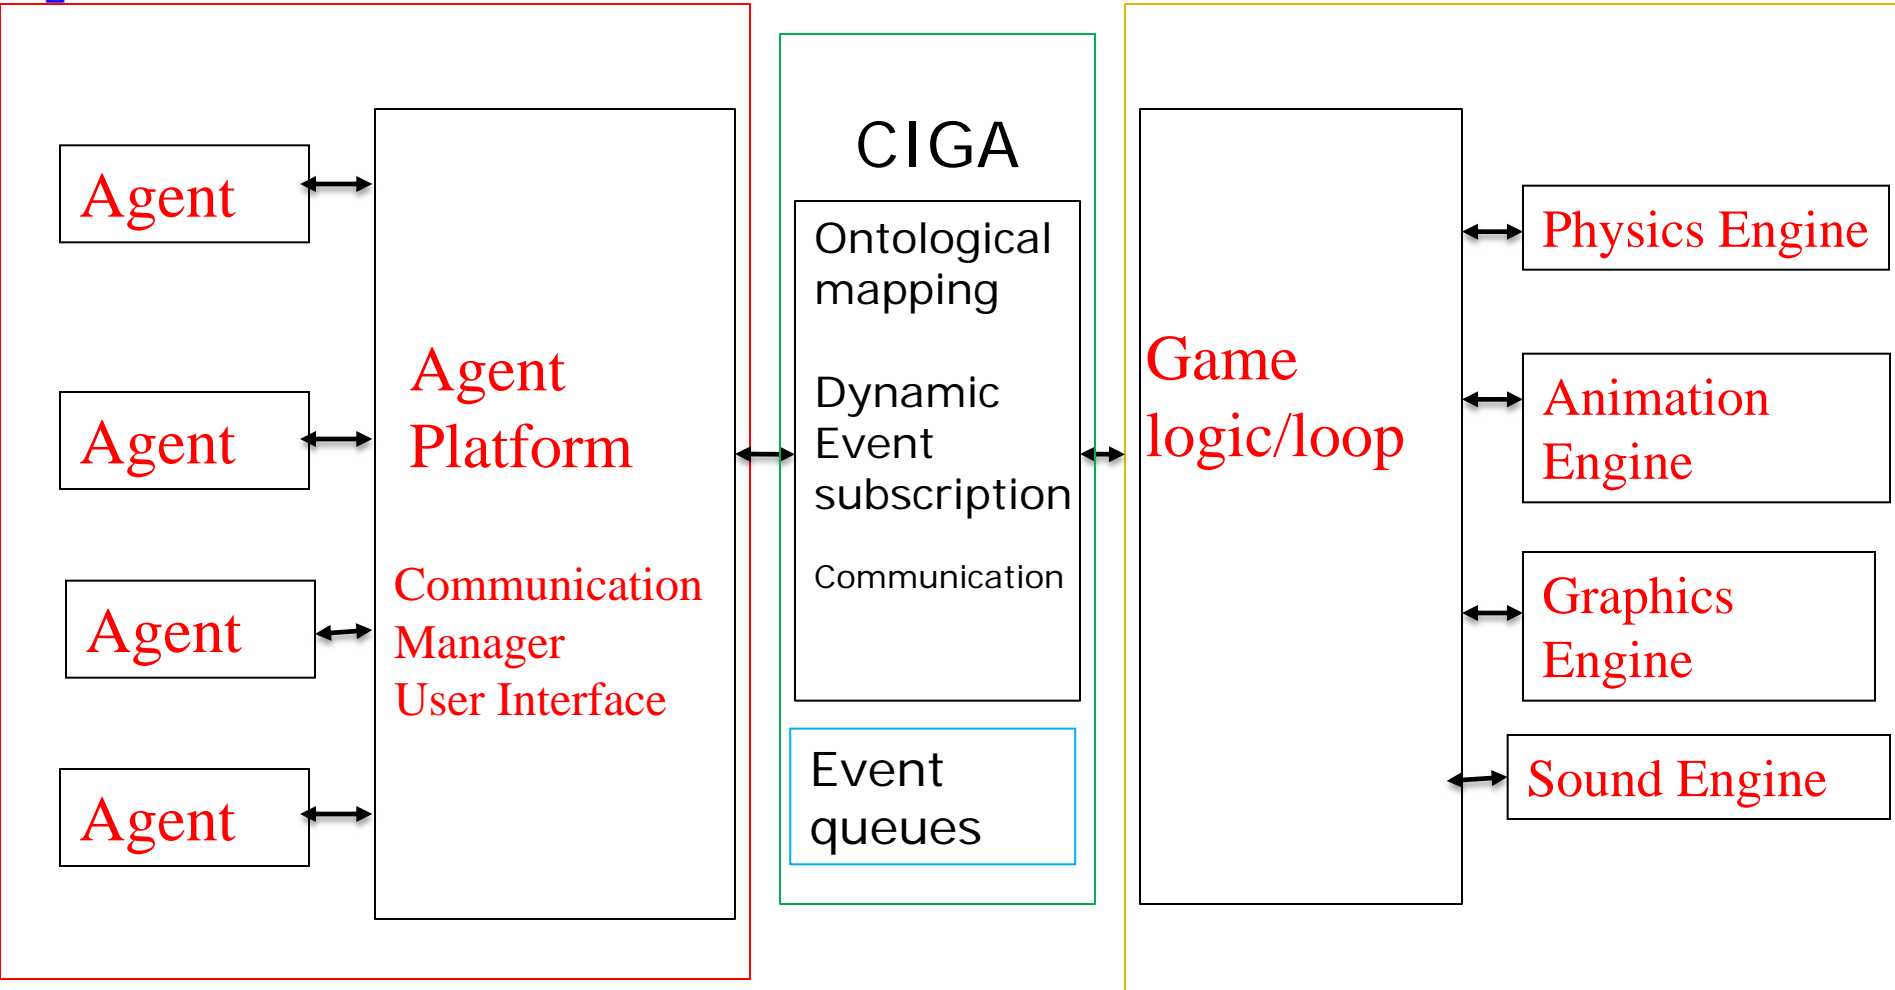 Agent
Agent
Agent
Agent
Agent
Platform
Communication
Manager
User Interface
CIGA
Ontological
mapping
Dynamic
Event
subscription
Communication
Event
queues
Game
logic/loop
Physics Engine
Animation
Engine
Graphics
Engine
Sound Engine